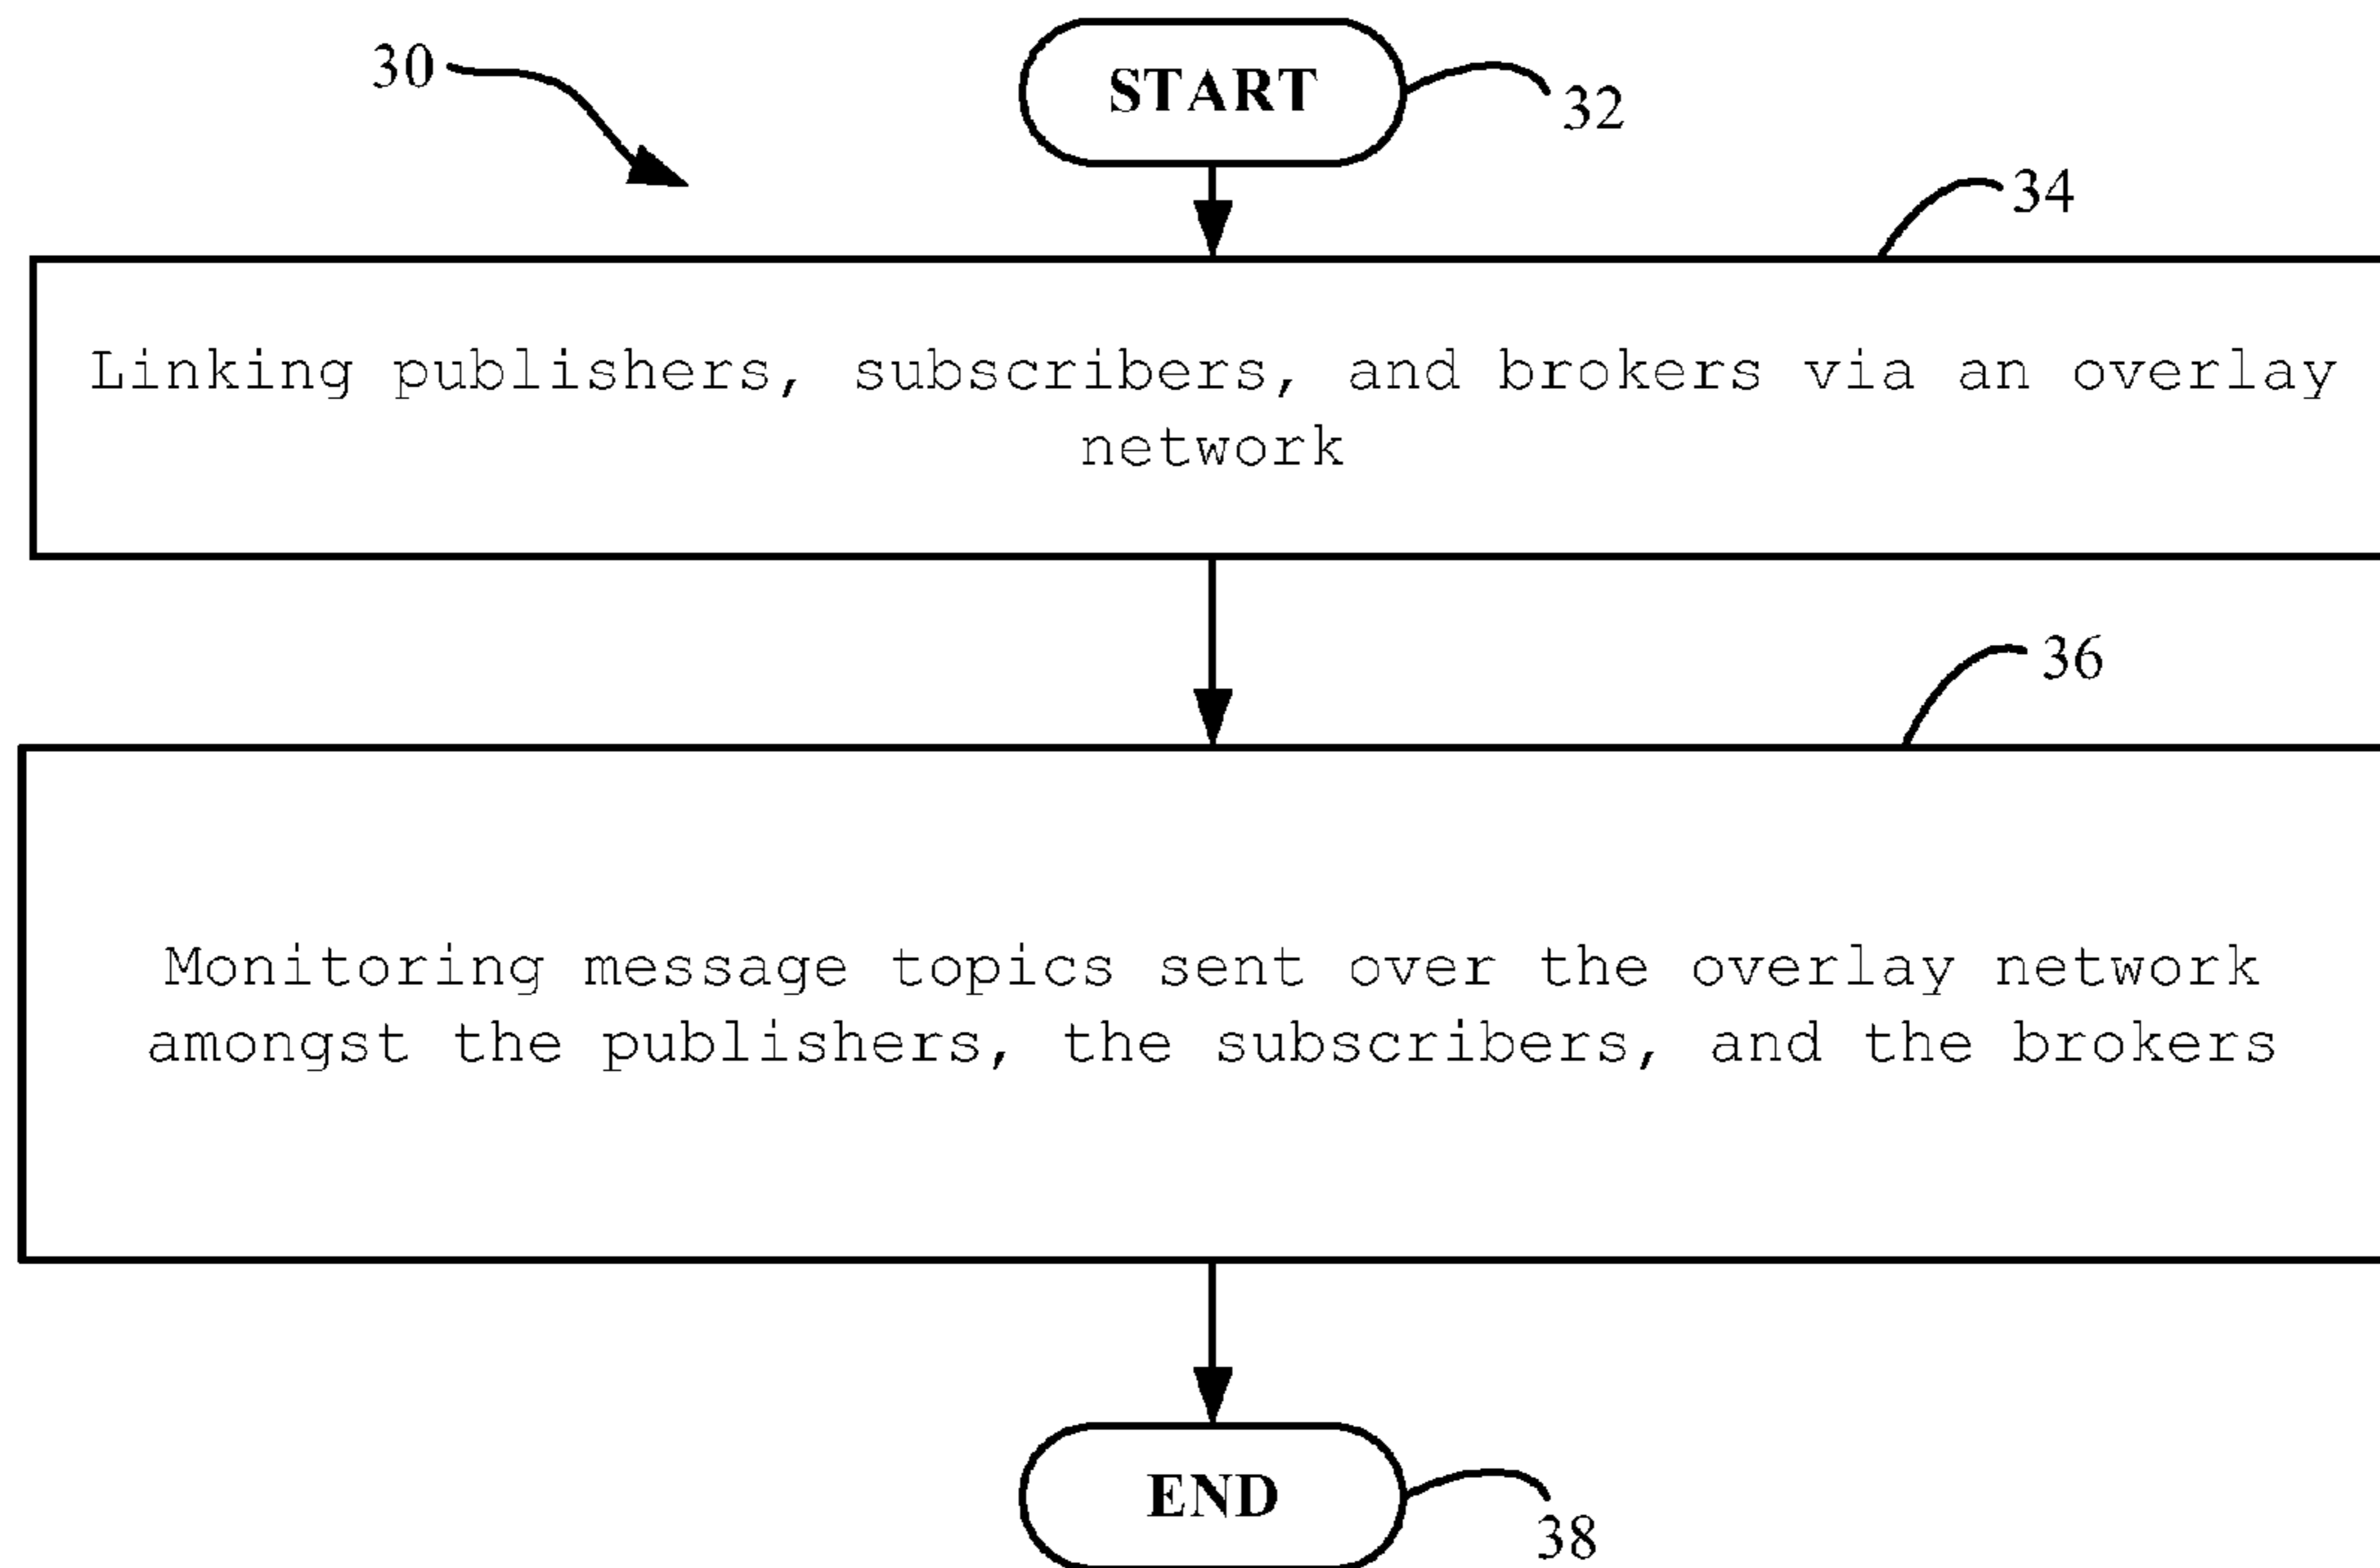 30
START
32
34
Linking publishers, subscribers, and brokers via an overlay
network
36
Monitoring message topics sent over the overlay network
amongst the publishers, the subscribers, and the brokers
END
38